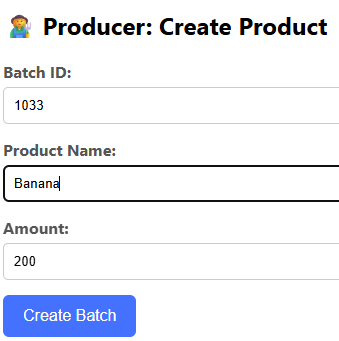 Producer: Create Product
Batch ID:
1033
Product Name:
Banana
Amount:
200
Create Batch